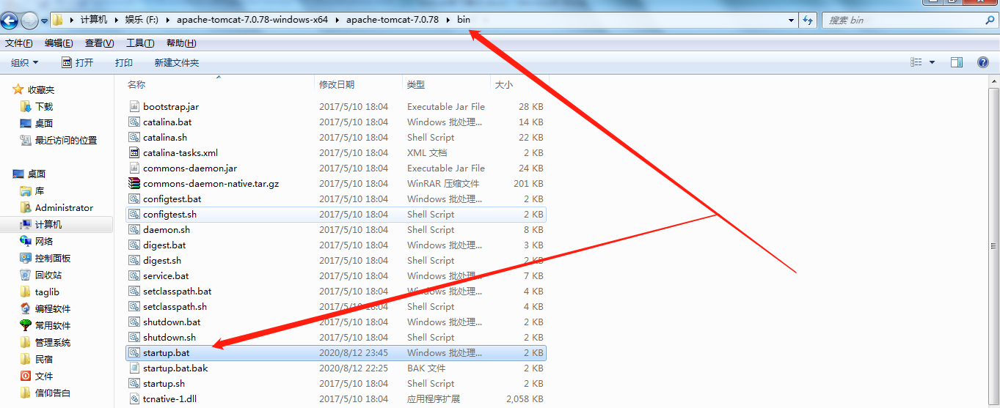 计算机 娱乐 (F:) apache-tomcat-7.0.78-windows-x64 apache-tomcat-7.0.78 bin 搜索 bin
文件(F) 编辑(E) 查看(V) 工具(T) 帮助(H)
组织 打开 打印 新建文件夹
收藏夹
下载
桌面
最近访问的位置
桌面
库
Administrator
计算机
网络
控制面板
回收站
taglib
编程软件
常用软件
管理系统
民宿
文件
信仰告白
名称 修改日期 类型 大小
bootstrap.jar 2017/5/10 18:04 Executable Jar File 28 KB
catalina.bat 2017/5/10 18:04 Windows 批处理... 14 KB
catalina.sh 2017/5/10 18:04 Shell Script 22 KB
catalina-tasks.xml 2017/5/10 18:04 XML 文档 2 KB
commons-daemon.jar 2017/5/10 18:04 Executable Jar File 24 KB
commons-daemon-native.tar.gz 2017/5/10 18:04 WinRAR 压缩文件 201 KB
configtest.bat 2017/5/10 18:04 Windows 批处理... 2 KB
configtest.sh 2017/5/10 18:04 Shell Script 2 KB
daemon.sh 2017/5/10 18:04 Shell Script 8 KB
digest.bat 2017/5/10 18:04 Windows 批处理... 3 KB
digest.sh 2017/5/10 18:04 Shell Script 2 KB
service.bat 2017/5/10 18:04 Windows 批处理... 7 KB
setclasspath.bat 2017/5/10 18:04 Windows 批处理... 4 KB
setclasspath.sh 2017/5/10 18:04 Shell Script 4 KB
shutdown.bat 2017/5/10 18:04 Windows 批处理... 2 KB
shutdown.sh 2017/5/10 18:04 Shell Script 2 KB
startup.bat 2020/8/12 23:45 Windows 批处理... 2 KB
startup.bat.bak 2020/8/12 22:25 BAK 文件 2 KB
startup.sh 2017/5/10 18:04 Shell Script 2 KB
tcnative-1.dll 2017/5/10 18:04 应用程序扩展 2,058 KB